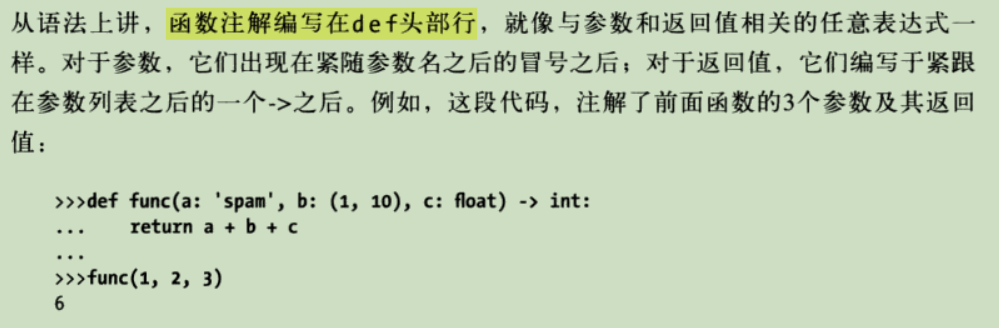 从语法上讲，函数注解编写在def头部行，就像与参数和返回值相关的任意表达式一
样。对于参数，它们出现在紧随参数名之后的冒号之后；对于返回值，它们编写于紧跟
在参数列表之后的一个->之后。例如，这段代码，注解了前面函数的3个参数及其返回
值：
>>>def func(a: 'spam', b: (1, 10), c: float) -> int:
...    return a + b + c
...
>>>func(1, 2, 3)
6